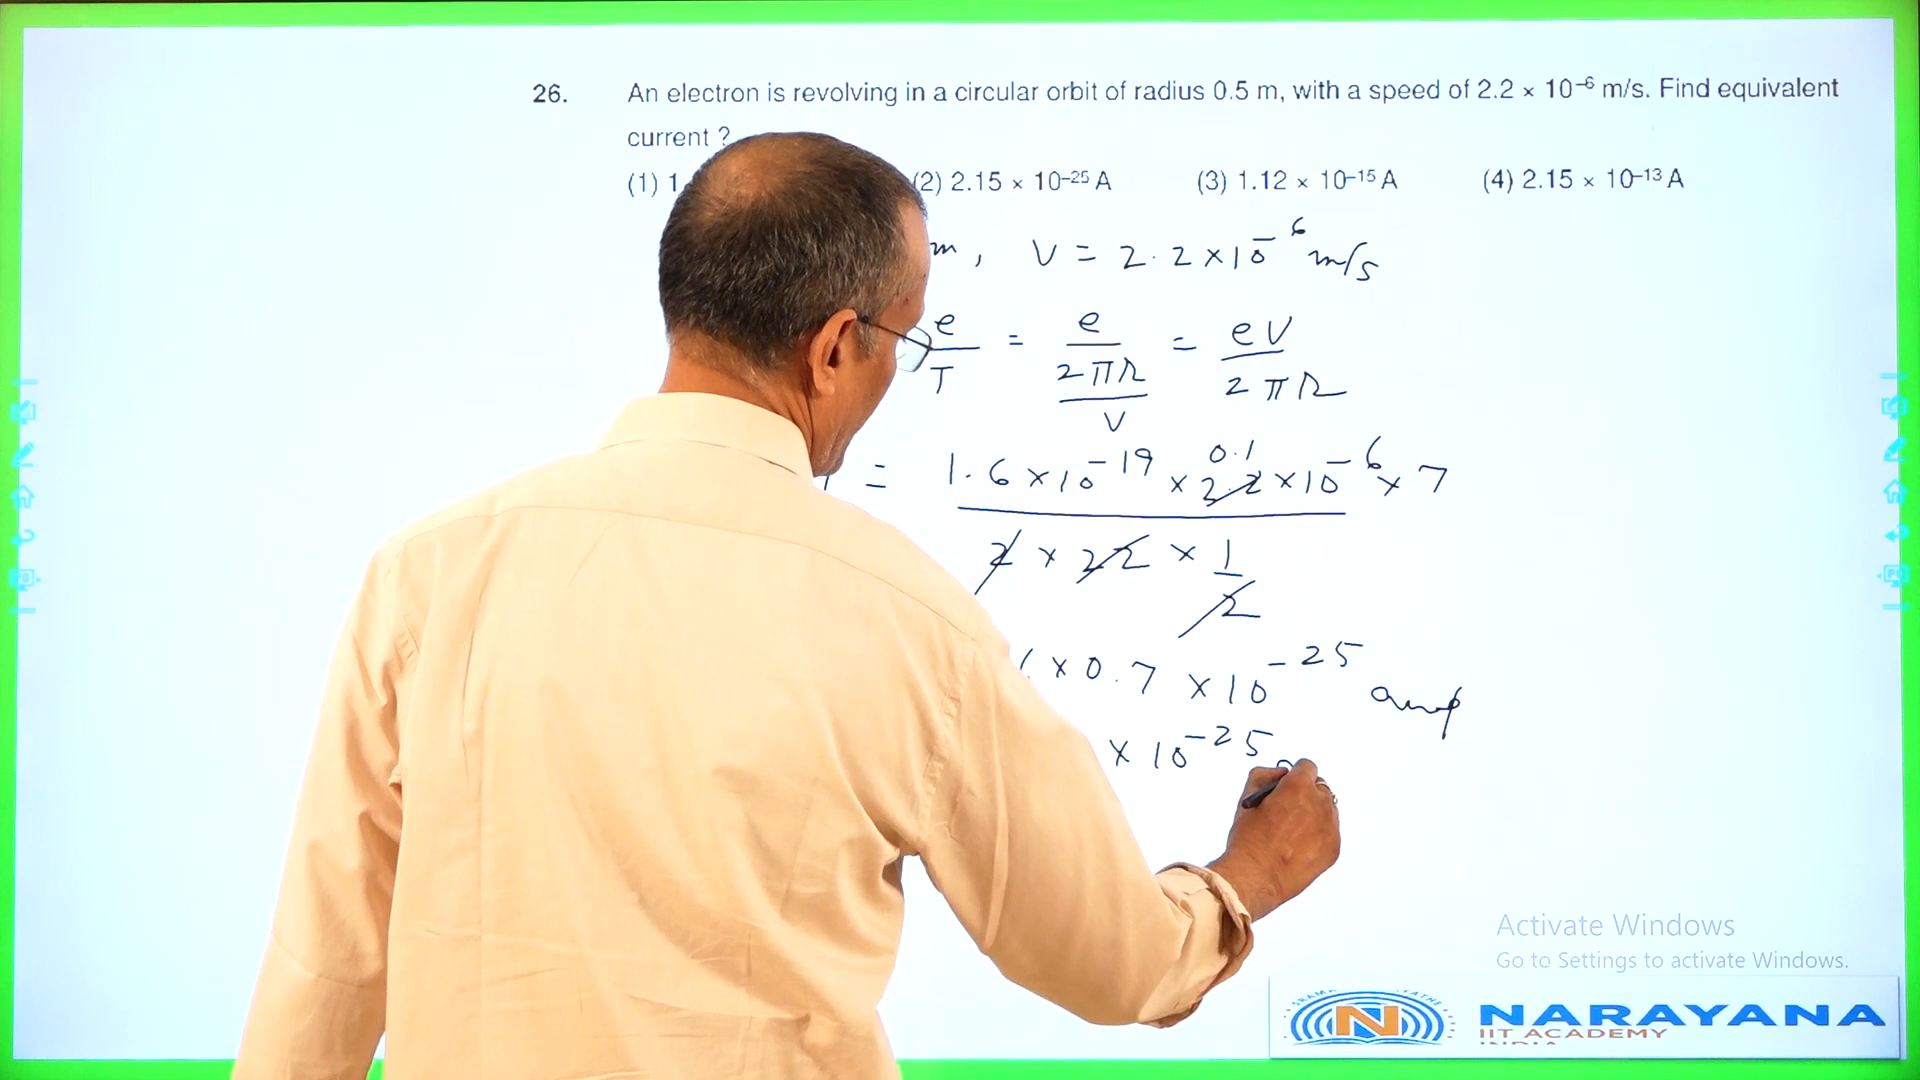 26. An electron is revolving in a circular orbit of radius 0.5 m, with a speed of 2.2 × 10⁻⁶ m/s. Find equivalent
current ?
(1) 1. (2) 2.15 × 10⁻²⁵ A (3) 1.12 × 10⁻¹⁵ A (4) 2.15 × 10⁻¹³ A
m , V = 2.2 × 10⁻⁶ m/s
e/T = e/(2πR/V) = eV/2πR
= 1.6 × 10⁻¹⁹ × 2.2 × 10⁻⁶ × 7
0.1
2 × 22 × 1/2
× 0.7 × 10⁻²⁵ amp
× 10⁻²⁵
Activate Windows
Go to Settings to activate Windows.
N NARAYANA
IIT ACADEMY
INDIA